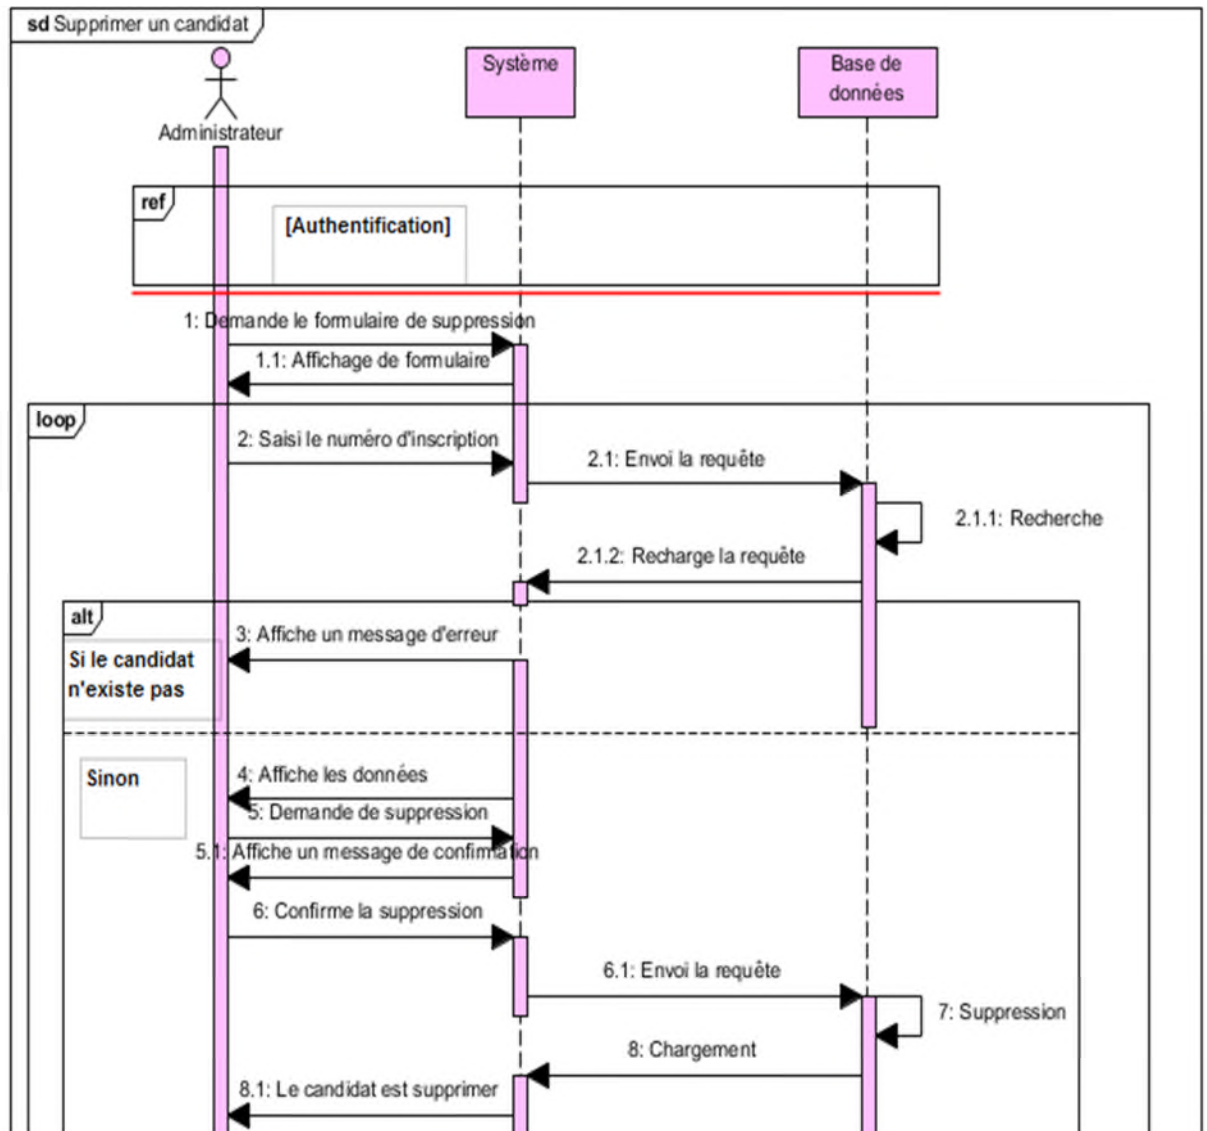 sd Supprimer un candidat
Système
Base de
données
Administrateur
ref
[Authentification]
1: Demande le formulaire de suppression
1.1: Affichage de formulaire
loop
2: Saisi le numéro d'inscription
2.1: Envoi la requête
2.1.1: Recherche
2.1.2: Recharge la requête
alt
3: Affiche un message d'erreur
Si le candidat
n'existe pas
Sinon
4: Affiche les données
5: Demande de suppression
5.1: Affiche un message de confirmation
6: Confirme la suppression
6.1: Envoi la requête
7: Suppression
8: Chargement
8.1: Le candidat est supprimer